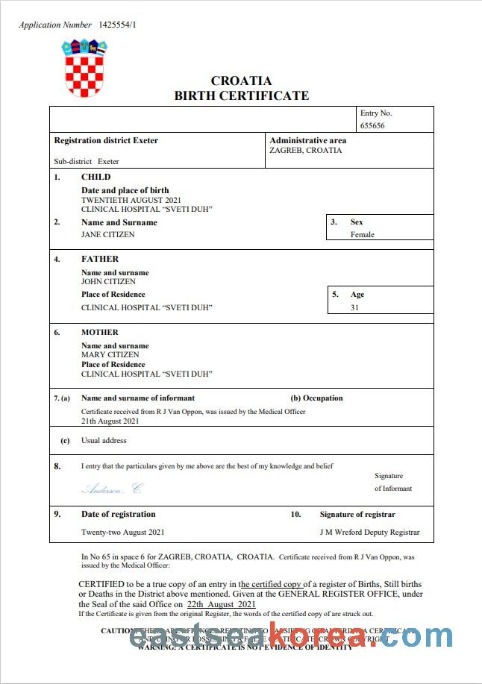 Application Number 1425554/1
CROATIA
BIRTH CERTIFICATE
Entry No.
655656
Registration district Exeter
Administrative area
ZAGREB, CROATIA
Sub-district Exeter
1. CHILD
Date and place of birth
TWENTIETH AUGUST 2021
CLINICAL HOSPITAL “SVETI DUH”
2. Name and Surname
3. Sex
JANE CITIZEN
Female
4. FATHER
Name and surname
JOHN CITIZEN
Place of Residence
5. Age
CLINICAL HOSPITAL “SVETI DUH”
31
6. MOTHER
Name and surname
MARY CITIZEN
Place of Residence
CLINICAL HOSPITAL “SVETI DUH”
7. (a) Name and surname of informant (b) Occupation
Certificate received from R J Van Oppon, was issued by the Medical Officer
21th August 2021
(c) Usual address
8. I entry that the particulars given by me above are the best of my knowledge and belief
Signature
Anderson, C
of Informant
9. Date of registration 10. Signature of registrar
Twenty-two August 2021 J M Wreford Deputy Registrar
In No 65 in space 6 for ZAGREB, CROATIA, CROATIA. Certificate received from R J Van Oppon, was
issued by the Medical Officer:
CERTIFIED to be a true copy of an entry in the certified copy of a register of Births, Still births
or Deaths in the District above mentioned. Given at the GENERAL REGISTER OFFICE, under
the Seal of the said Office on 22th August 2021
If the Certificate is given from the original Register, the words of the certified copy of are struck out.
CAUTION
WARNING: A CERTIFICATE IS NOT EVIDENCE OF IDENTITY